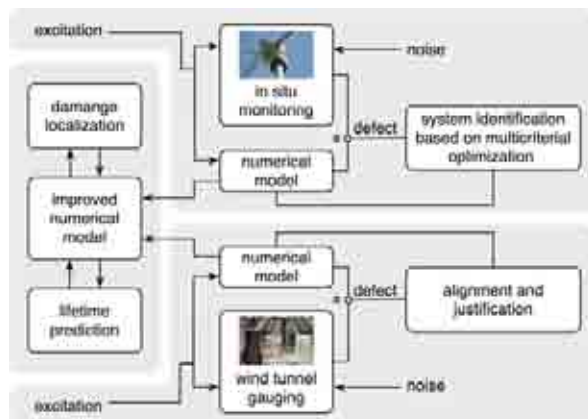 excitation
noise
in situ
monitoring
damange
localization
defect
system identification
based on multicriterial
optimization
numerical
model
improved
numerical
model
numerical
model
defect
alignment and
justification
lifetime
prediction
wind tunnel
gauging
noise
excitation